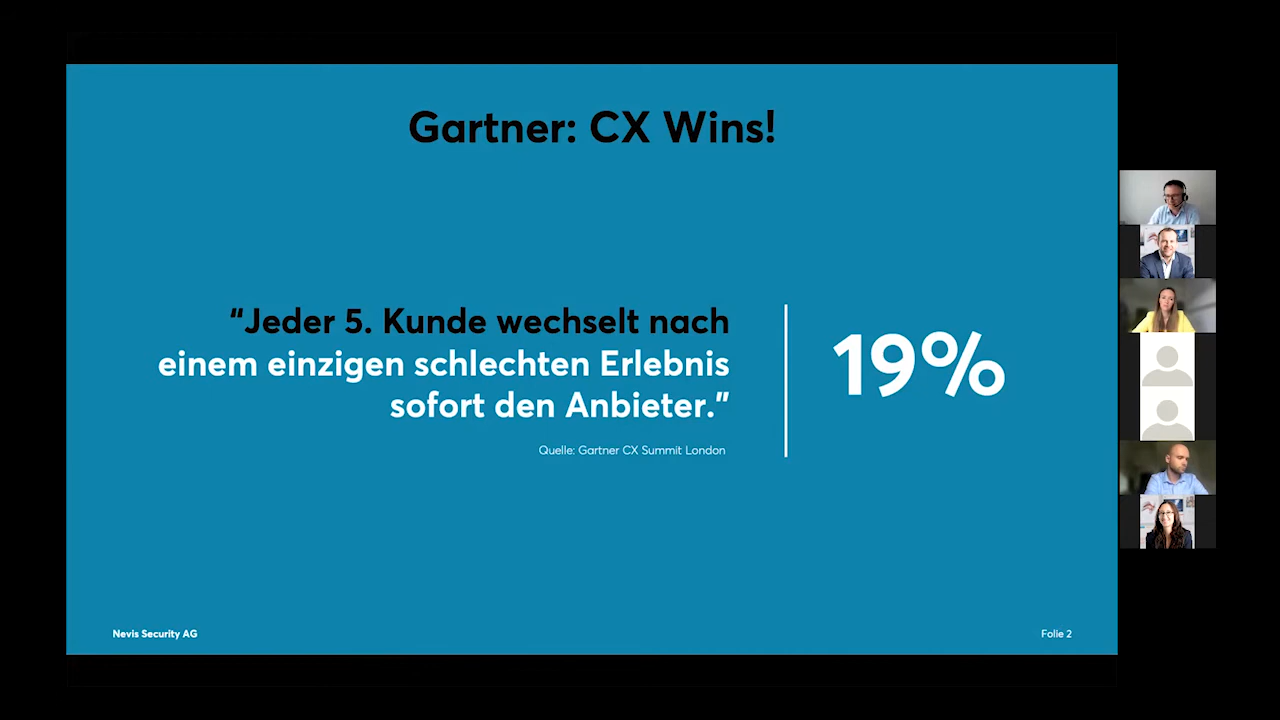 Gartner: CX Wins!
“Jeder 5. Kunde wechselt nach
einem einzigen schlechten Erlebnis
sofort den Anbieter.”
19%
Quelle: Gartner CX Summit London
Nevis Security AG
Folie 2